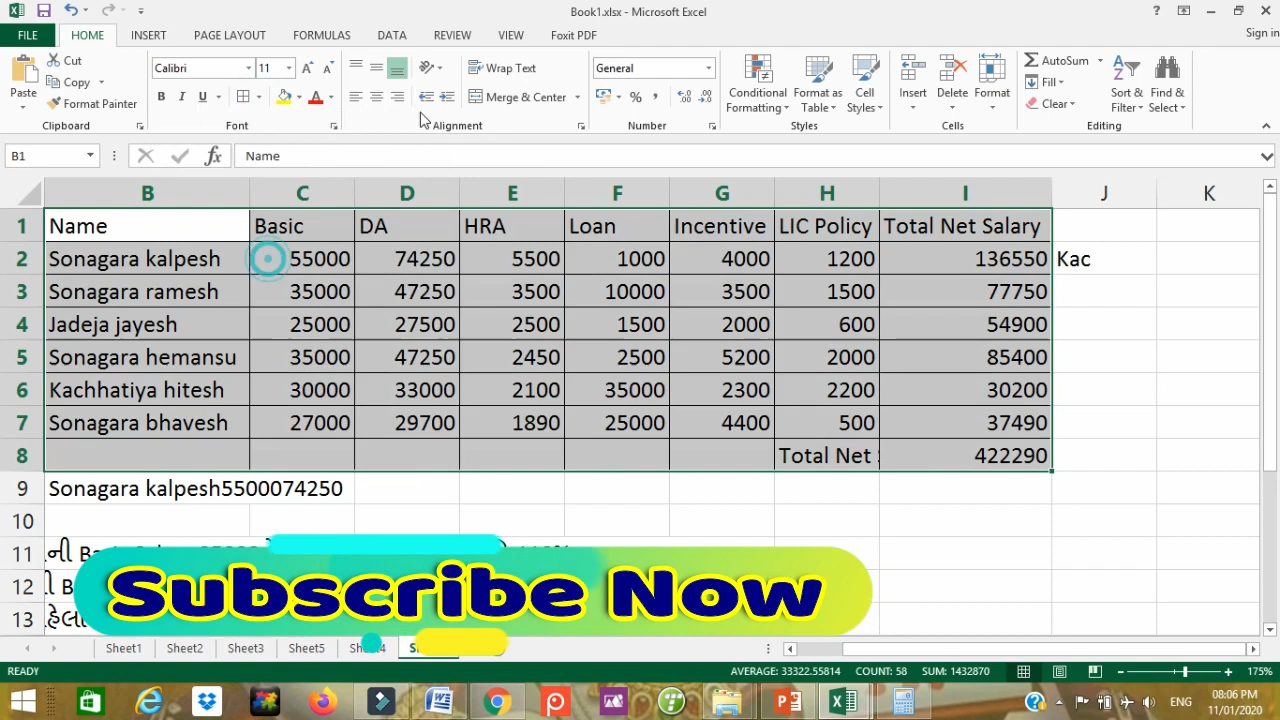 Book1.xlsx - Microsoft Excel
Sign in
FILE HOME INSERT PAGE LAYOUT FORMULAS DATA REVIEW VIEW Foxit PDF
Paste Cut Copy Format Painter
Calibri 11
Wrap Text
Merge & Center
General
Conditional Formatting Format as Table Cell Styles
Insert Delete Format
AutoSum Fill Clear
Sort & Filter Find & Select
Clipboard Font Alignment Number Styles Cells Editing
B1 Name
B C D E F G H I J K
1 Name Basic DA HRA Loan Incentive LIC Policy Total Net Salary
2 Sonagara kalpesh 55000 74250 5500 1000 4000 1200 136550 Kac
3 Sonagara ramesh 35000 47250 3500 10000 3500 1500 77750
4 Jadeja jayesh 25000 27500 2500 1500 2000 600 54900
5 Sonagara hemansu 35000 47250 2450 2500 5200 2000 85400
6 Kachhatiya hitesh 30000 33000 2100 35000 2300 2200 30200
7 Sonagara bhavesh 27000 29700 1890 25000 4400 500 37490
8 Total Net 422290
9 Sonagara kalpesh5500074250
10
11
12
13
Subscribe Now
Sheet1 Sheet2 Sheet3 Sheet5
READY AVERAGE: 33322.55814 COUNT: 58 SUM: 1432870 175%
ENG 08:06 PM
11/01/2020